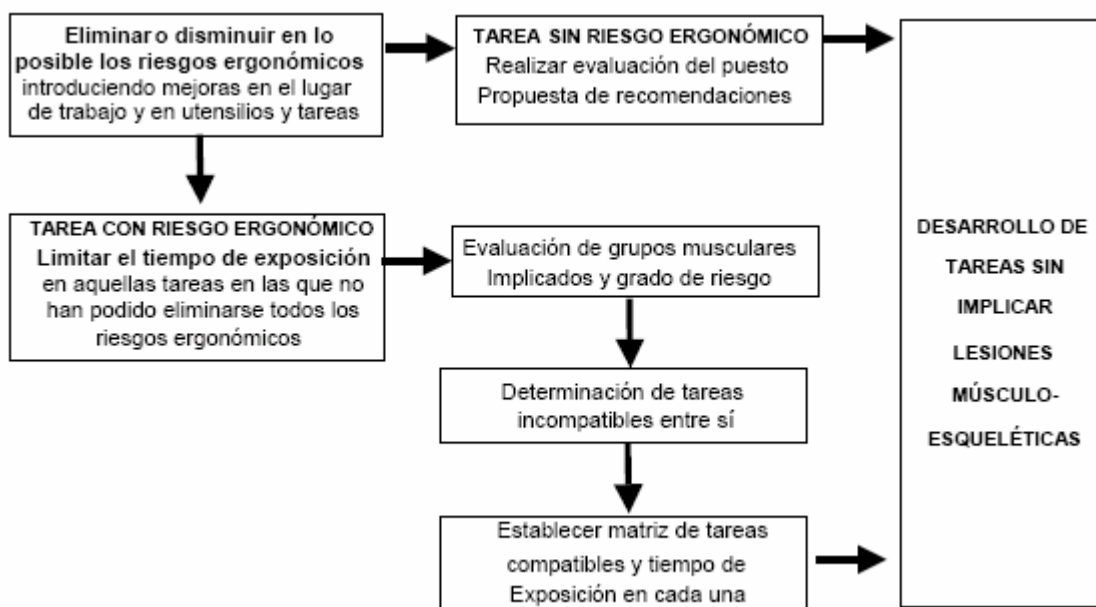 Eliminar o disminuir en lo
posible los riesgos ergonómicos
introduciendo mejoras en el lugar
de trabajo y en utensilios y tareas
TAREA SIN RIESGO ERGONÓMICO
Realizar evaluación del puesto
Propuesta de recomendaciones
TAREA CON RIESGO ERGONÓMICO
Limitar el tiempo de exposición
en aquellas tareas en las que no
han podido eliminarse todos los
riesgos ergonómicos
Evaluación de grupos musculares
Implicados y grado de riesgo
Determinación de tareas
incompatibles entre sí
Establecer matriz de tareas
compatibles y tiempo de
Exposición en cada una
DESARROLLO DE
TAREAS SIN
IMPLICAR
LESIONES
MÚSCULO-
ESQUELÉTICAS